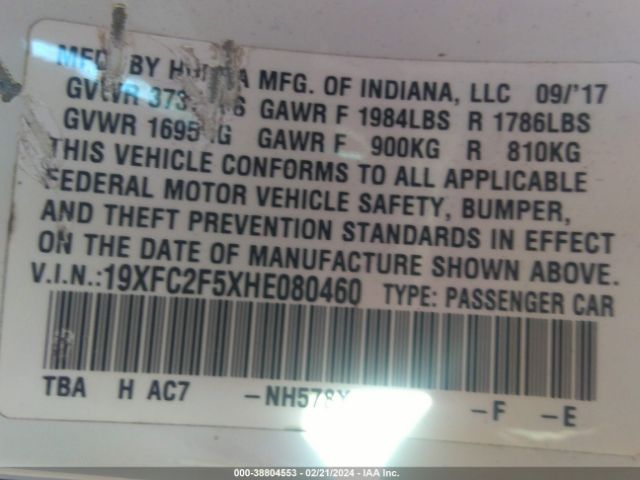 MFD. BY MFG. OF INDIANA, LLC 09/'17
GVWR GAWR F 1984LBS R 1786LBS
GVWR GAWR F 900KG R 810KG
THIS VEHICLE CONFORMS TO ALL APPLICABLE
FEDERAL MOTOR VEHICLE SAFETY, BUMPER,
AND THEFT PREVENTION STANDARDS IN EFFECT
ON THE DATE OF MANUFACTURE SHOWN ABOVE.
V.I.N.:19XFC2F5XHE080460 TYPE: PASSENGER CAR
TBA H AC7 -NH578X -F -E
000-38804553 - 02/21/2024 - IAA Inc.